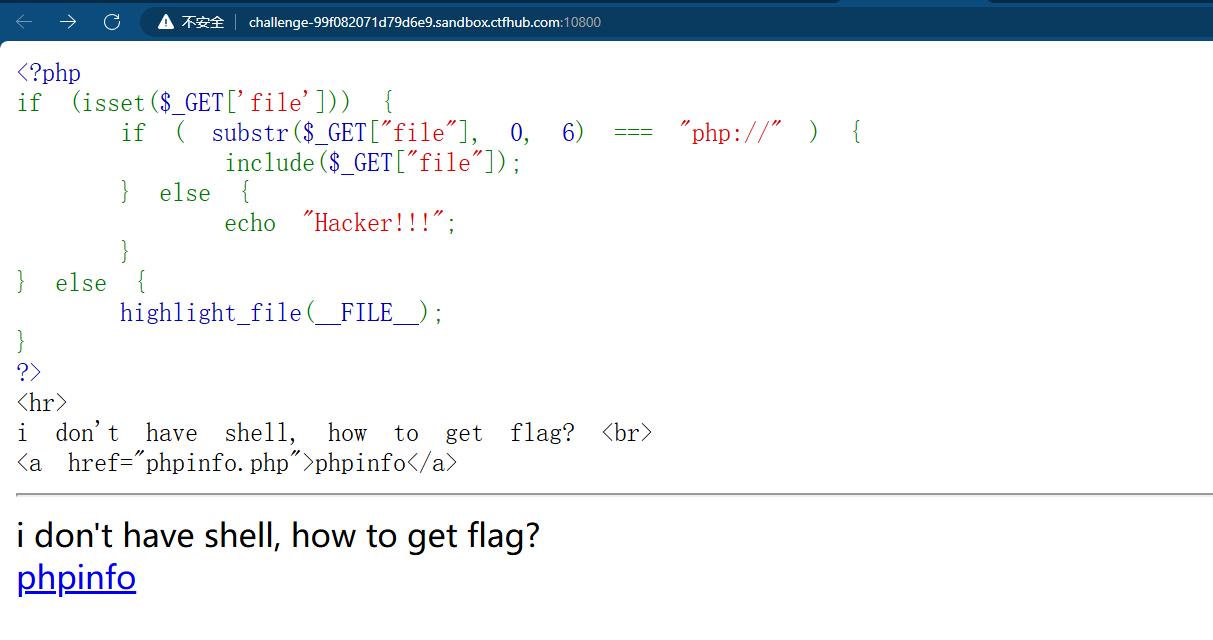 不安全 challenge-99f082071d79d6e9.sandbox.ctfhub.com:10800
<?php
if (isset($_GET['file'])) {
if ( substr($_GET["file"], 0, 6) === "php://" ) {
include($_GET["file"]);
} else {
echo "Hacker!!!";
}
} else {
highlight_file(__FILE__);
}
?>
<hr>
i don't have shell, how to get flag? <br>
<a href="phpinfo.php">phpinfo</a>
i don't have shell, how to get flag?
phpinfo